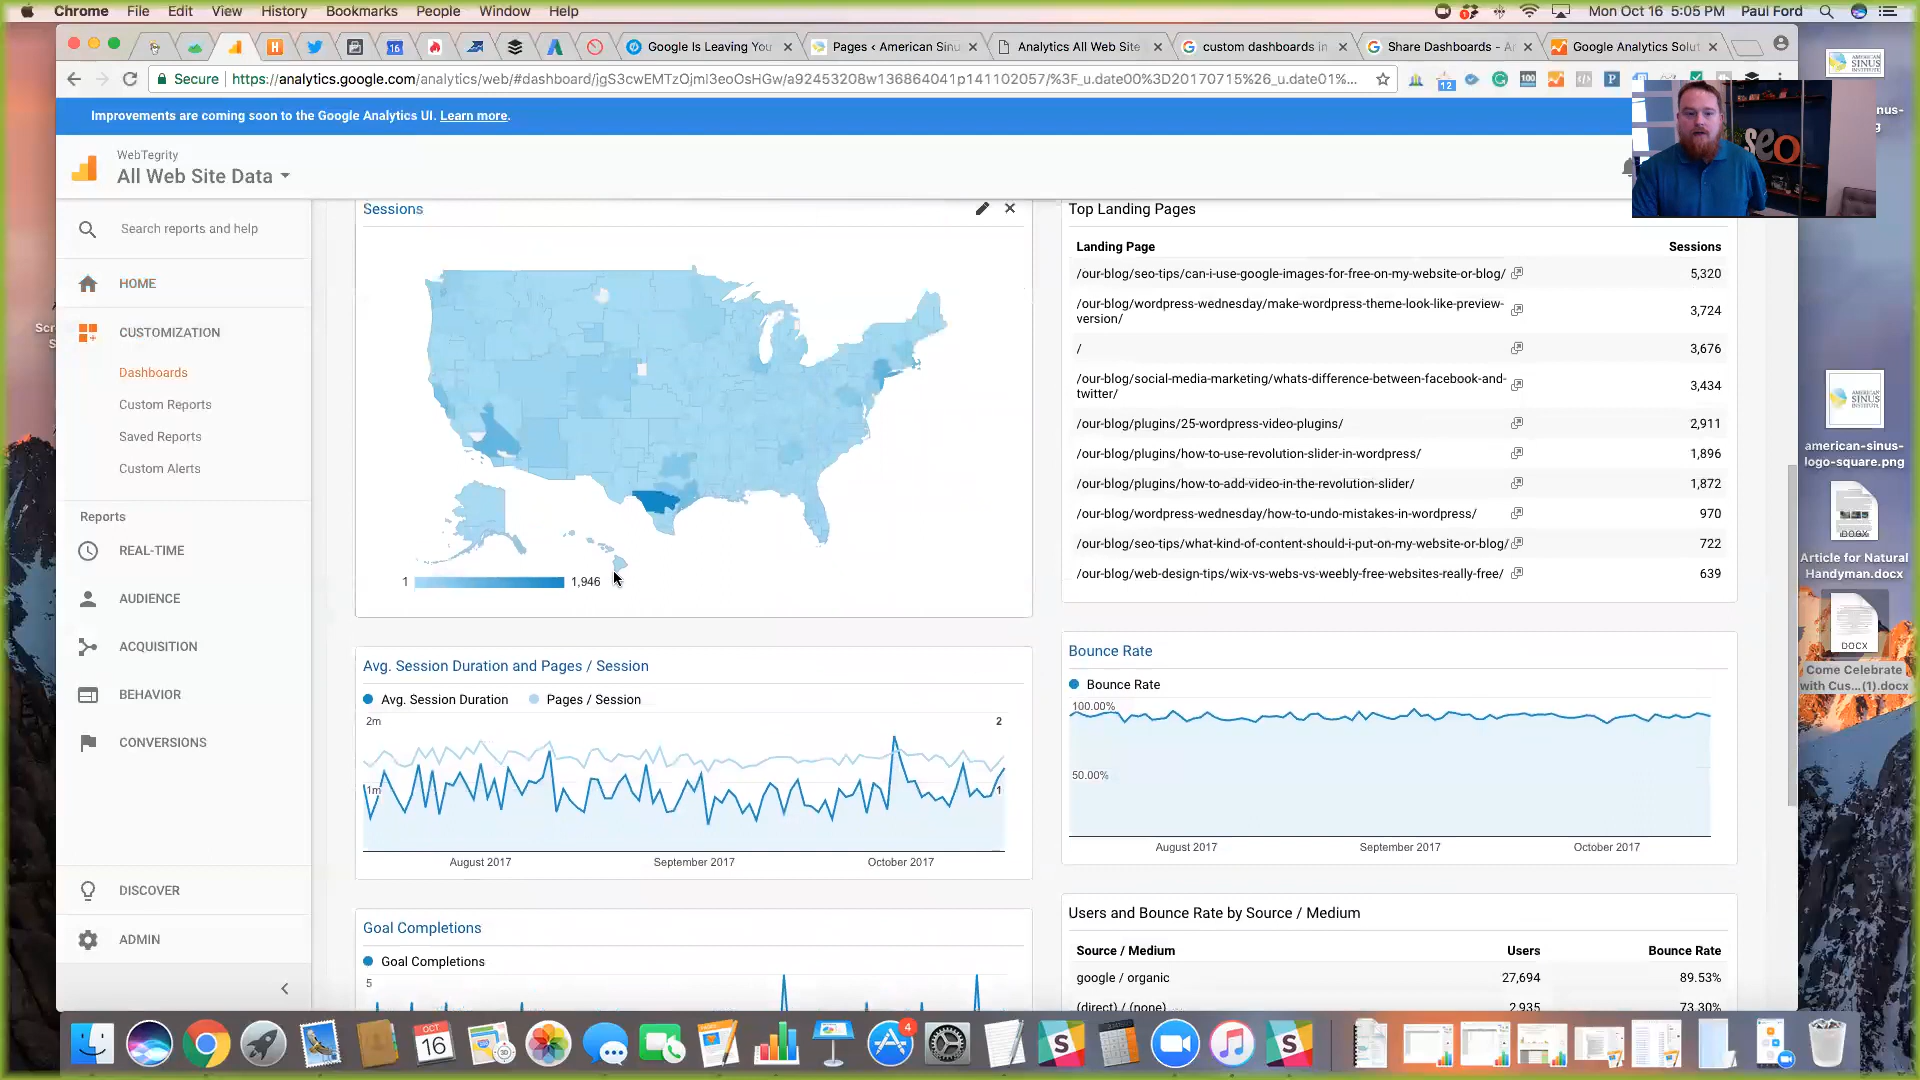 Chrome File Edit View History Bookmarks People Window Help
Mon Oct 16 5:05 PM Paul Ford
Google Is Leaving You
Pages ‹ American Sinu
Analytics All Web Site
custom dashboards in
Share Dashboards - A
Google Analytics Solut
Secure https://analytics.google.com/analytics/web/#dashboard/jgS3cwEMTzOjmI3eoOsHGw/a92453208w136864041p141102057/%3F_u.date00%3D20170715%26_u.date01%...
Improvements are coming soon to the Google Analytics UI. Learn more.
WebTegrity
All Web Site Data
Search reports and help
HOME
CUSTOMIZATION
Dashboards
Custom Reports
Saved Reports
Custom Alerts
Reports
REAL-TIME
AUDIENCE
ACQUISITION
BEHAVIOR
CONVERSIONS
DISCOVER
ADMIN
Sessions
1 1,946
Top Landing Pages
Landing Page Sessions
/our-blog/seo-tips/can-i-use-google-images-for-free-on-my-website-or-blog/ 5,320
/our-blog/wordpress-wednesday/make-wordpress-theme-look-like-preview-
version/ 3,724
/ 3,676
/our-blog/social-media-marketing/whats-difference-between-facebook-and-
twitter/ 3,434
/our-blog/plugins/25-wordpress-video-plugins/ 2,911
/our-blog/plugins/how-to-use-revolution-slider-in-wordpress/ 1,896
/our-blog/plugins/how-to-add-video-in-the-revolution-slider/ 1,872
/our-blog/wordpress-wednesday/how-to-undo-mistakes-in-wordpress/ 970
/our-blog/seo-tips/what-kind-of-content-should-i-put-on-my-website-or-blog/ 722
/our-blog/web-design-tips/wix-vs-webs-vs-weebly-free-websites-really-free/ 639
Avg. Session Duration and Pages / Session
Avg. Session Duration Pages / Session
2m 2
1m 1
August 2017 September 2017 October 2017
Bounce Rate
Bounce Rate
100.00%
50.00%
August 2017 September 2017 October 2017
Goal Completions
Goal Completions
5
Users and Bounce Rate by Source / Medium
Source / Medium Users Bounce Rate
google / organic 27,694 89.53%
(direct) / (none) 2,935 73.30%
seo
AMERICAN
SINUS
INSTITUTE
american-sinus-
logo-square.png
DOCX
Article for Natural
Handyman.docx
DOCX
Come Celebrate
with Cus...(1).docx
OCT
16
4